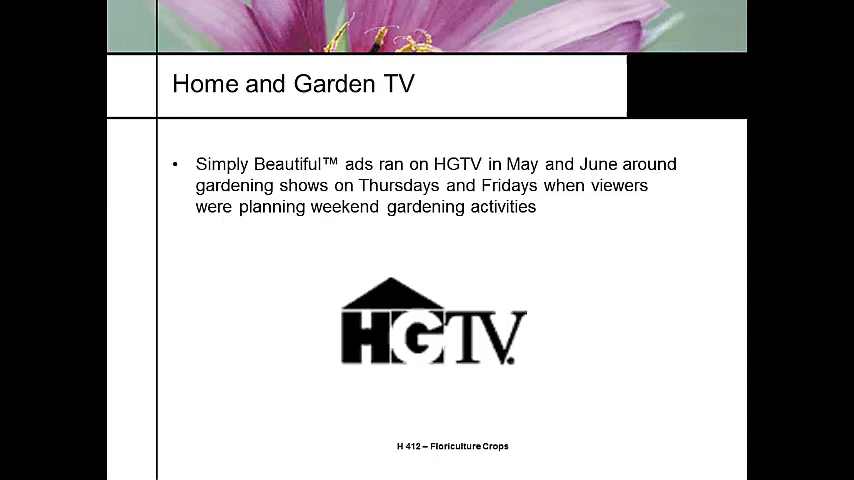 Home and Garden TV
• Simply Beautiful™ ads ran on HGTV in May and June around
gardening shows on Thursdays and Fridays when viewers
were planning weekend gardening activities
HGTV.
H 412 – Floriculture Crops